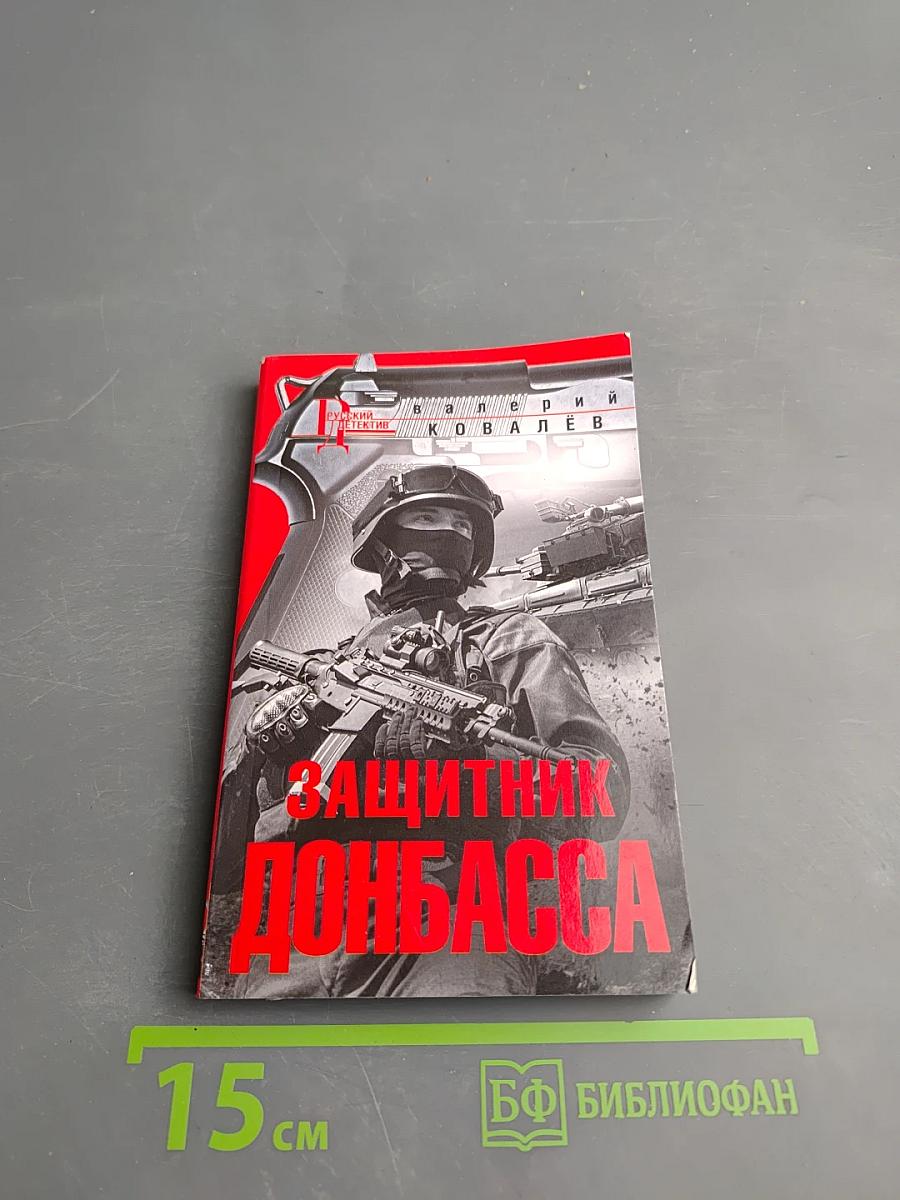 валерий
РУССКИЙ
ДЕТЕКТИВ
КОВАЛЁВ
ЗАЩИТНИК
ДОНБАССА
15 см
БФ БИБЛИОФАН